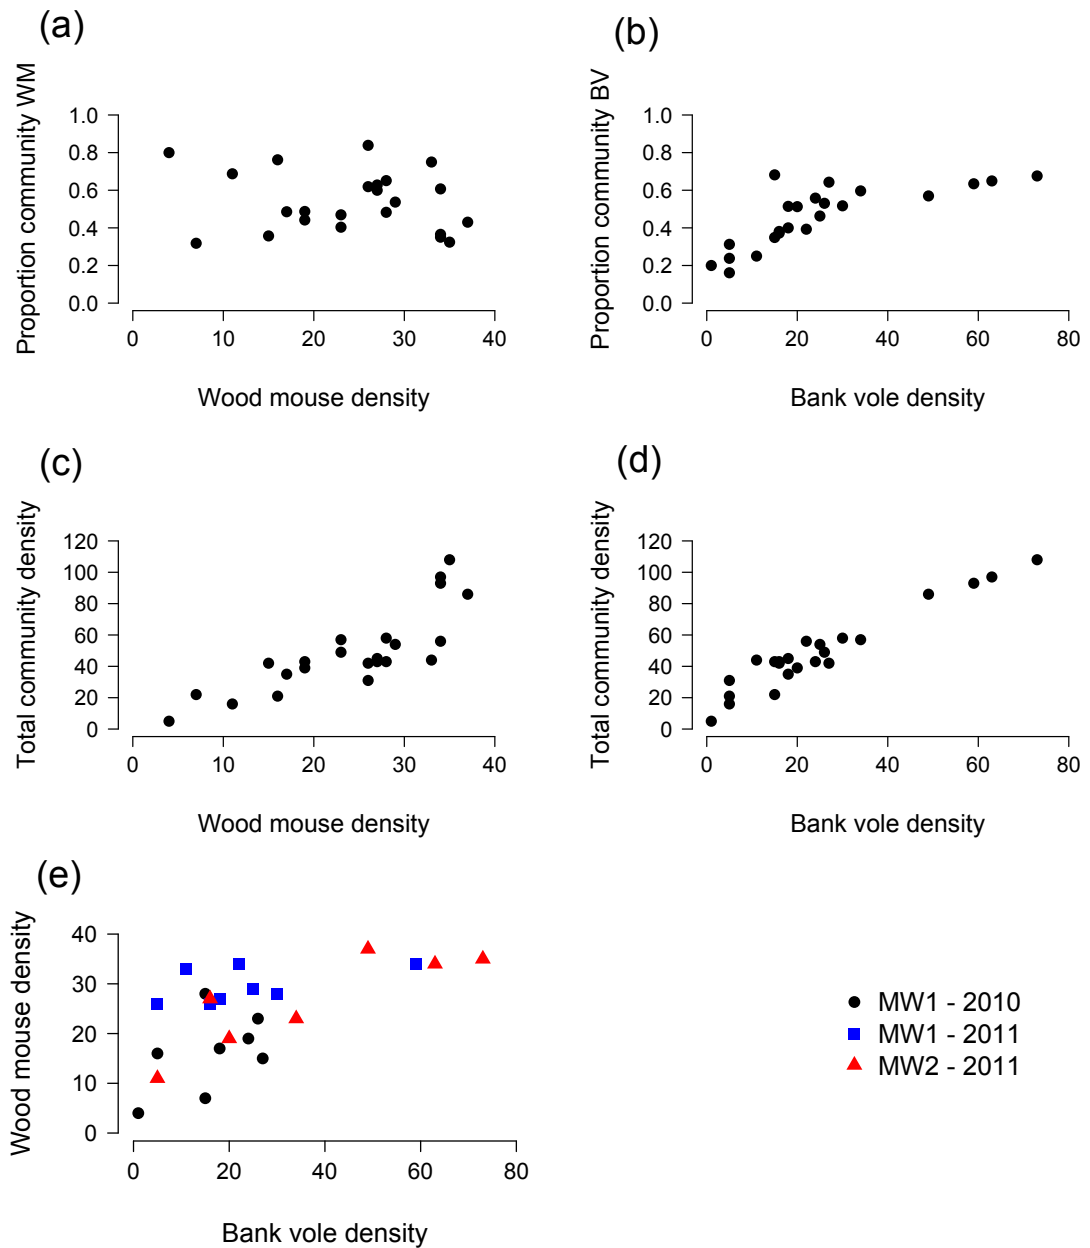 (a)
Proportion community WM
1.0
0.8
0.6
0.4
0.2
0.0
0 10 20 30 40
Wood mouse density
(b)
Proportion community BV
1.0
0.8
0.6
0.4
0.2
0.0
0 20 40 60 80
Bank vole density
(c)
Total community density
120
100
80
60
40
20
0
0 10 20 30 40
Wood mouse density
(d)
Total community density
120
100
80
60
40
20
0
0 20 40 60 80
Bank vole density
(e)
Wood mouse density
40
30
20
10
0
0 20 40 60 80
Bank vole density
MW1 - 2010
MW1 - 2011
MW2 - 2011